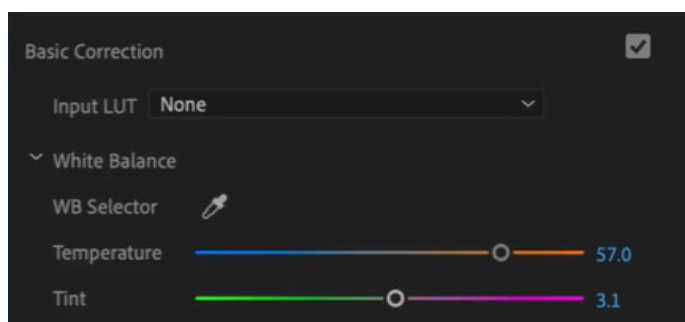 Basic Correction
Input LUT None
White Balance
WB Selector
Temperature 57.0
Tint 3.1